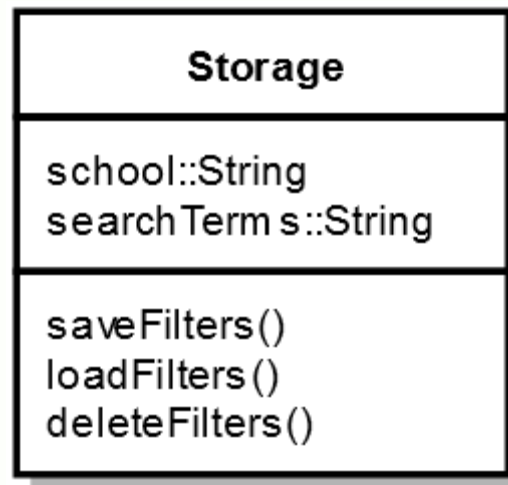 Storage
school::String
searchTerms::String
saveFilters()
loadFilters()
deleteFilters()